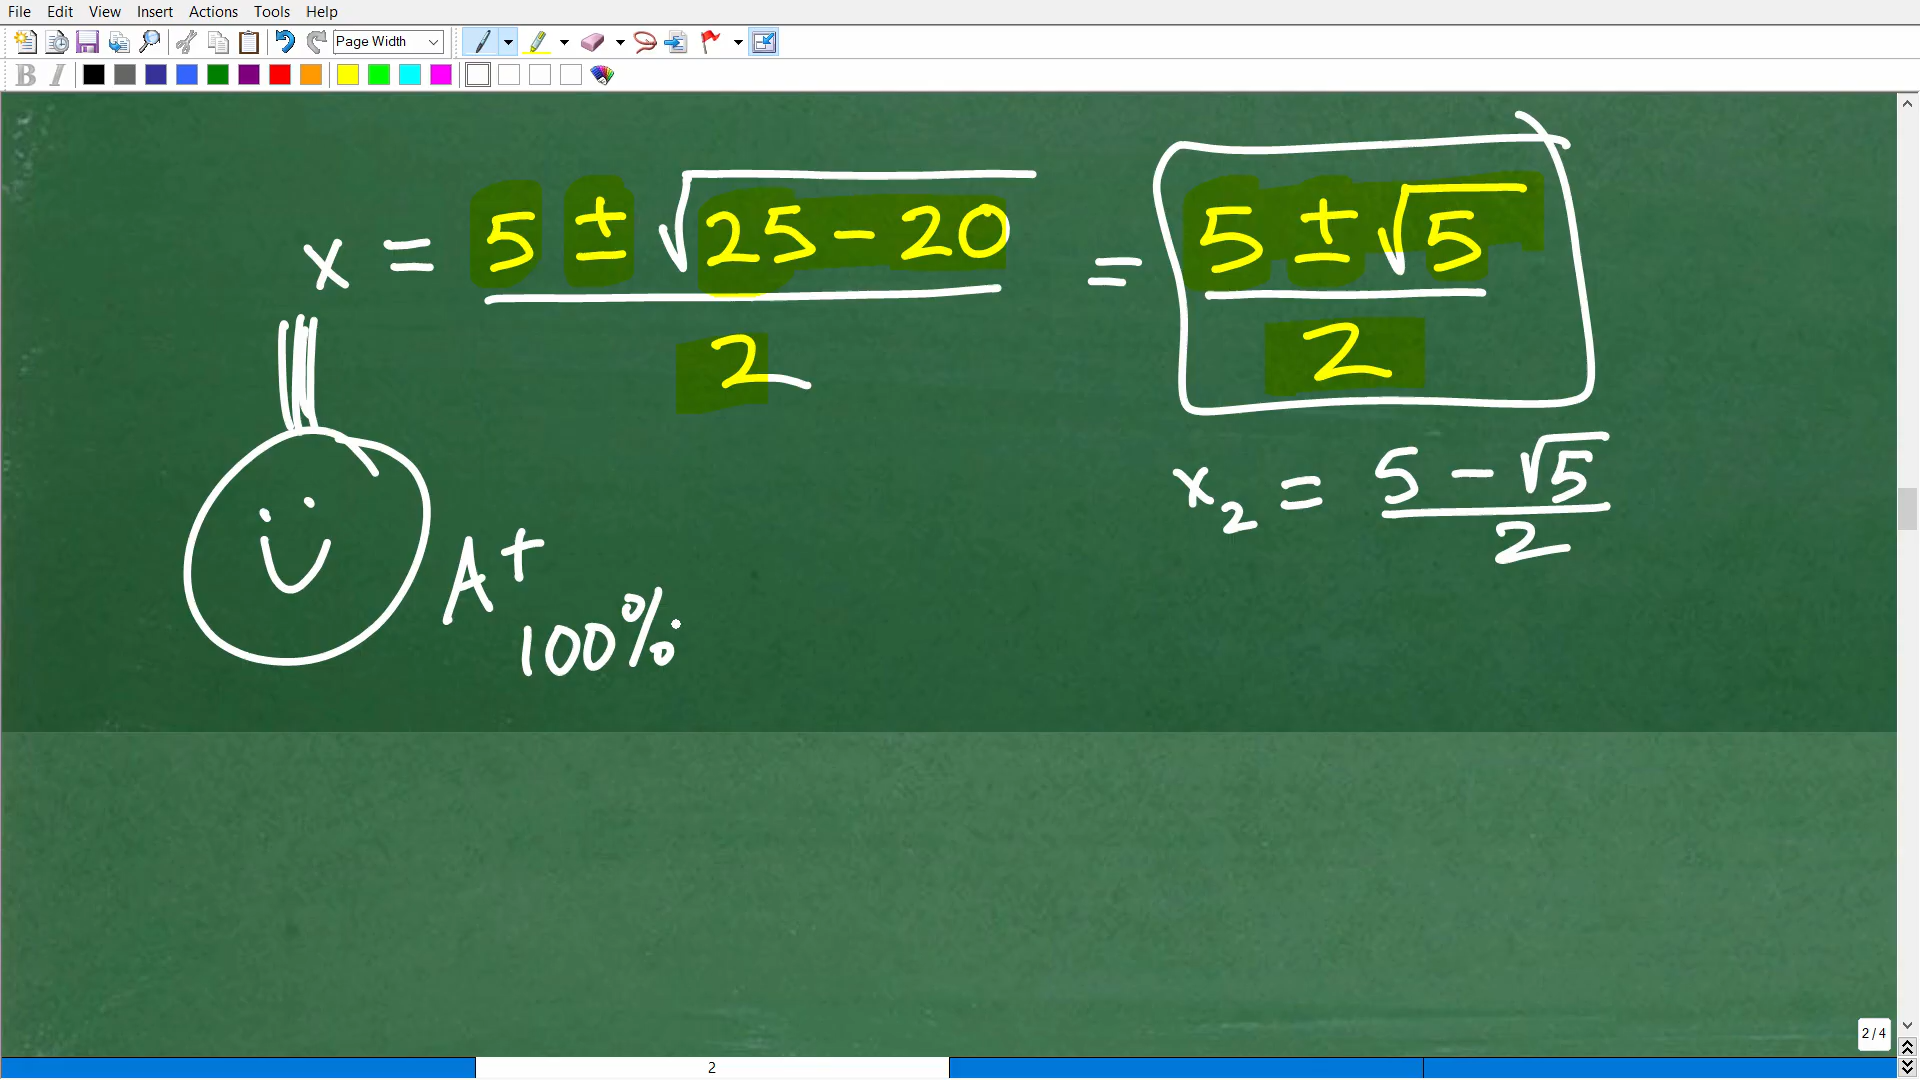 File Edit View Insert Actions Tools Help
Page Width
B I
x = 5 ± √25 - 20 / 2 = 5 ± √5 / 2
x₂ = 5 - √5 / 2
A+
100%
2 / 4
2